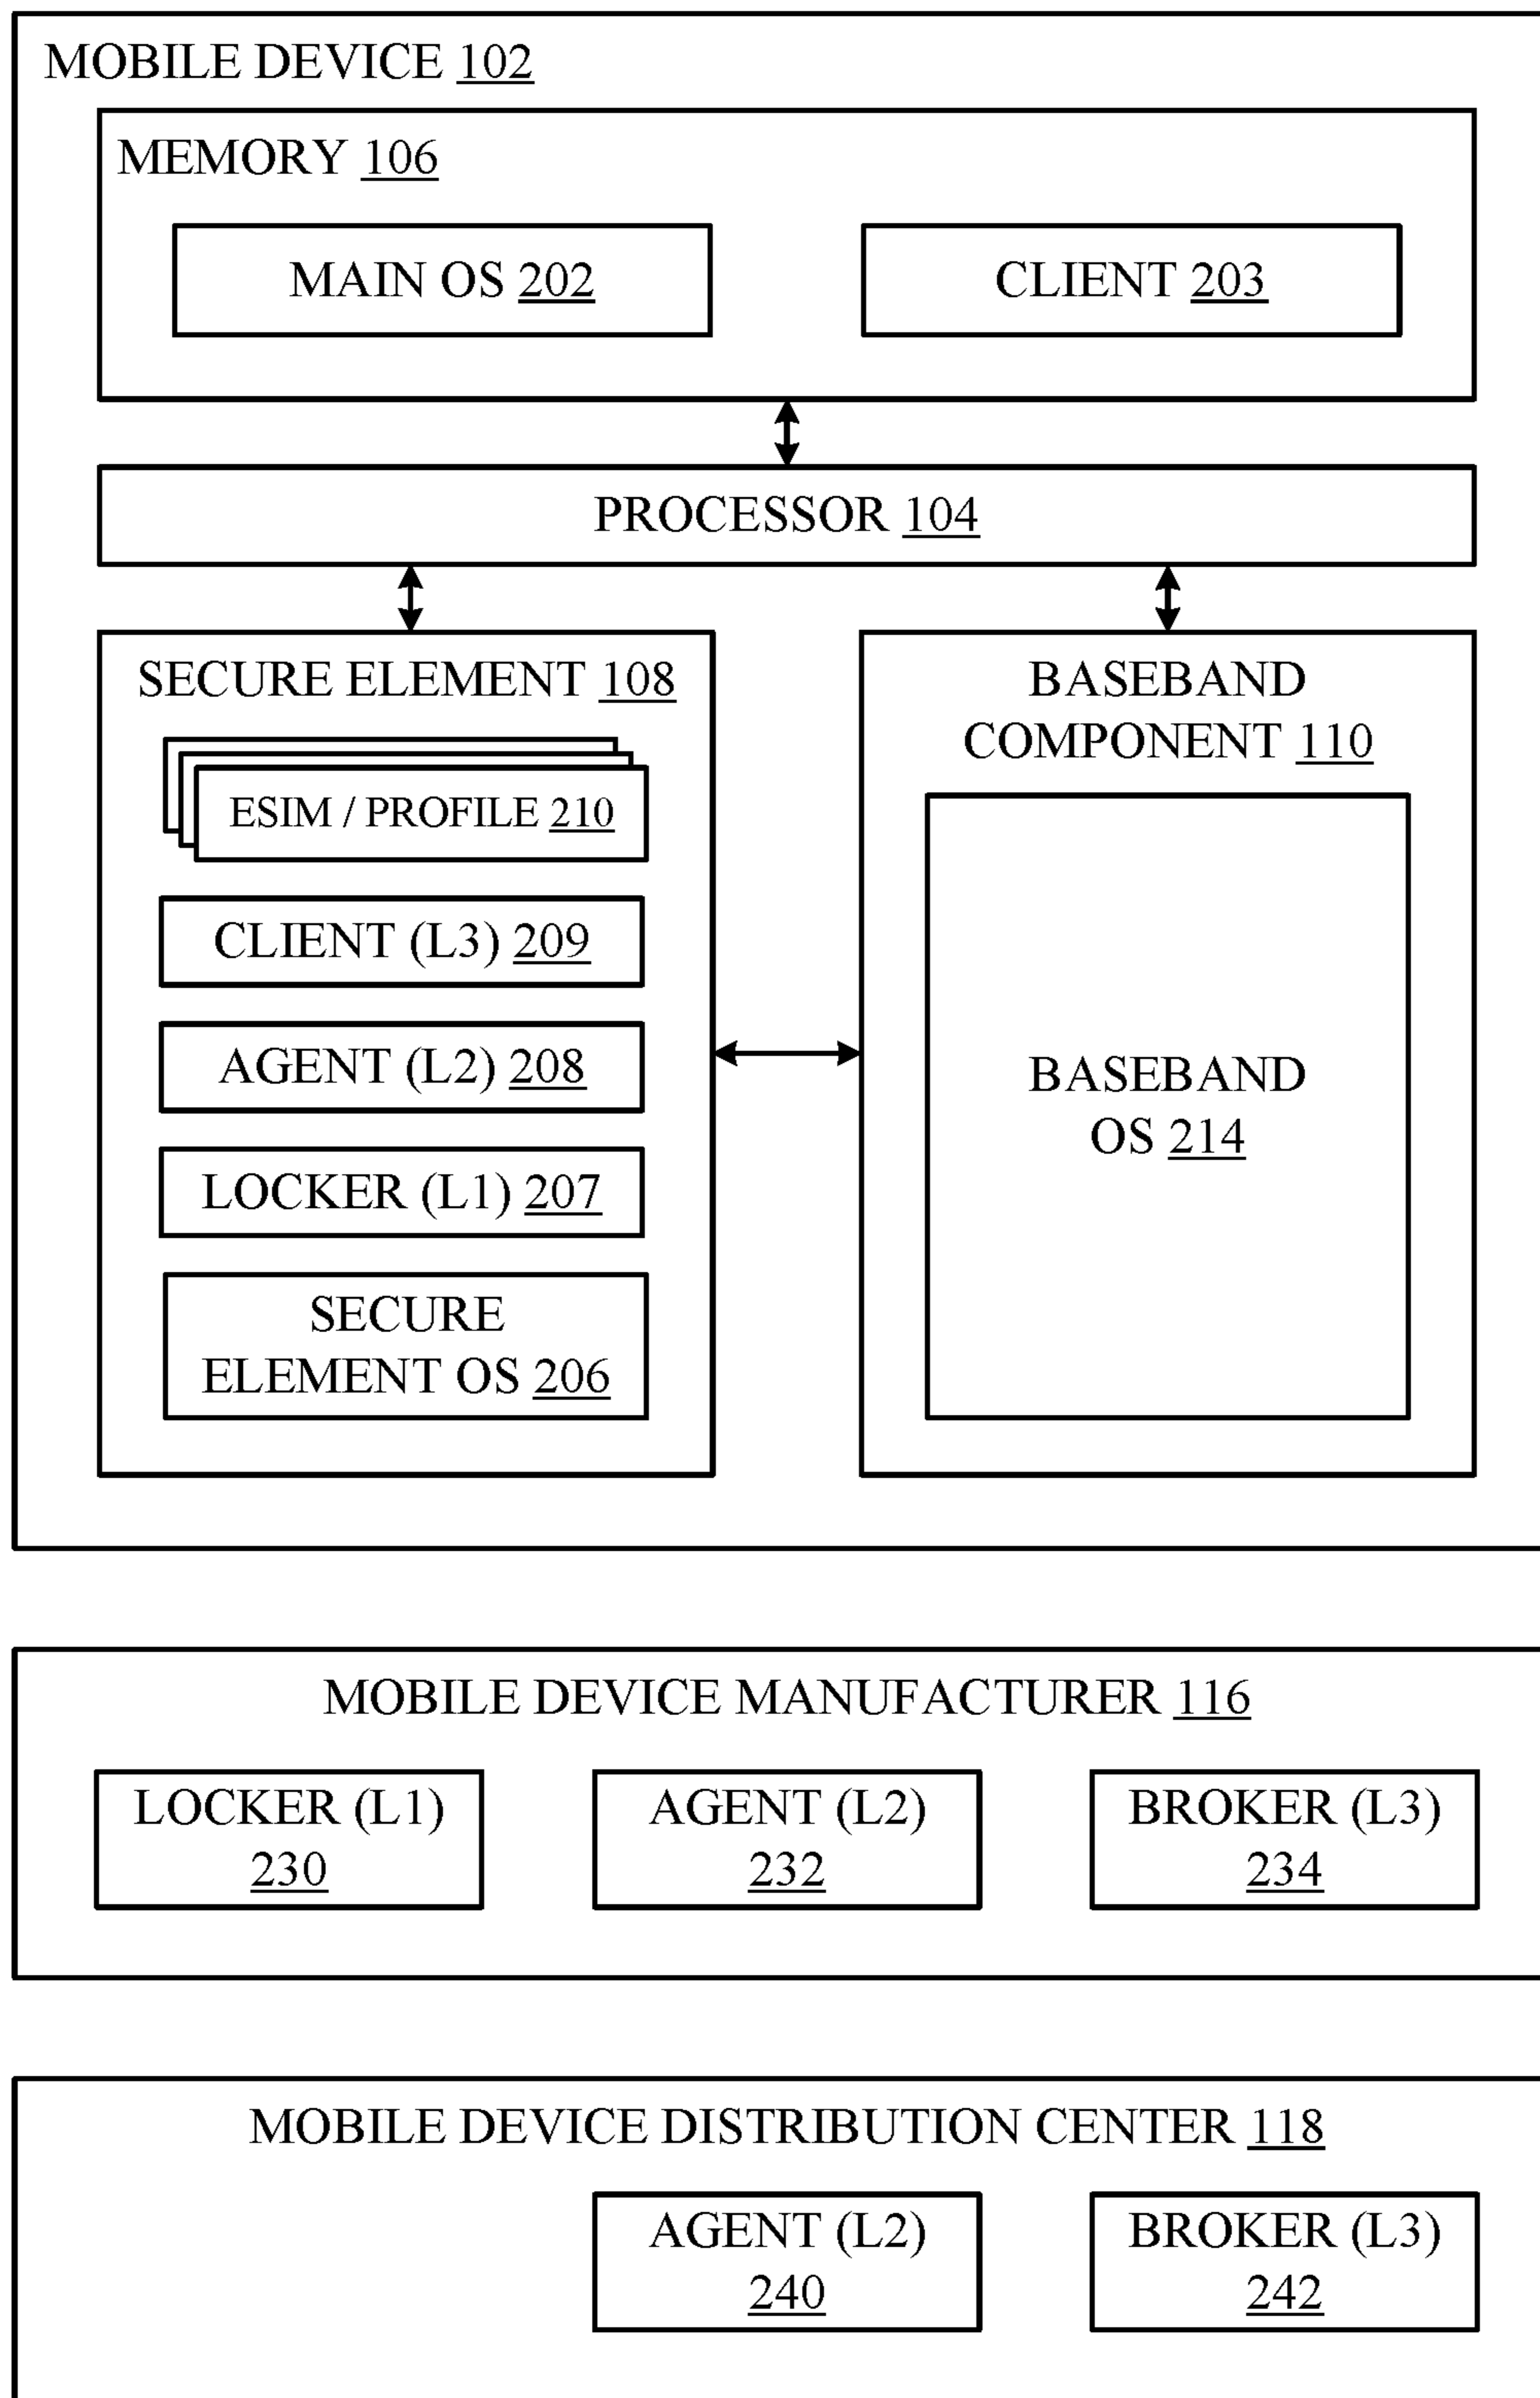 MOBILE DEVICE 102
MEMORY 106
MAIN OS 202
CLIENT 203
PROCESSOR 104
SECURE ELEMENT 108
ESIM / PROFILE 210
CLIENT (L3) 209
AGENT (L2) 208
LOCKER (L1) 207
SECURE
ELEMENT OS 206
BASEBAND
COMPONENT 110
BASEBAND
OS 214
MOBILE DEVICE MANUFACTURER 116
LOCKER (L1)
230
AGENT (L2)
232
BROKER (L3)
234
MOBILE DEVICE DISTRIBUTION CENTER 118
AGENT (L2)
240
BROKER (L3)
242